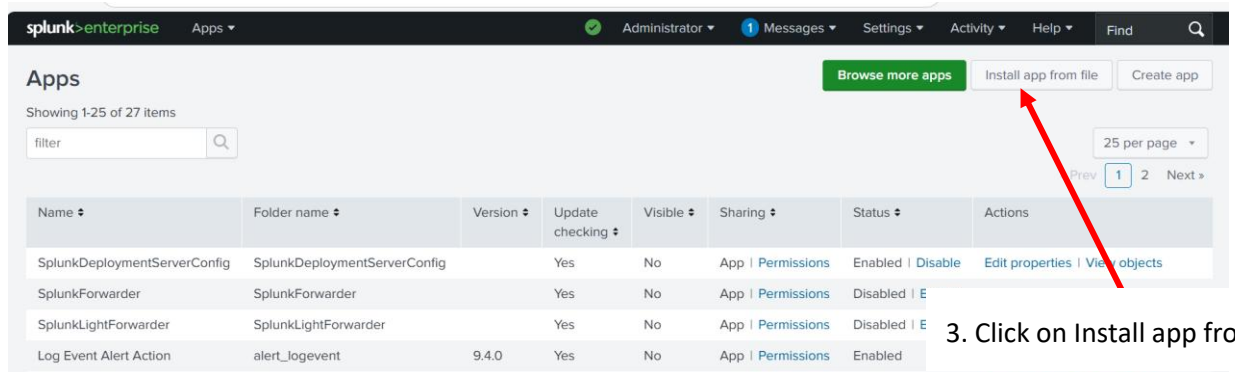 splunk>enterprise Apps Administrator 1 Messages Settings Activity Help Find
Apps
Browse more apps Install app from file Create app
Showing 1-25 of 27 items
filter
25 per page
Prev 1 2 Next »
Name Folder name Version Update checking Visible Sharing Status Actions
SplunkDeploymentServerConfig SplunkDeploymentServerConfig Yes No App | Permissions Enabled | Disable Edit properties | View objects
SplunkForwarder SplunkForwarder Yes No App | Permissions Disabled | E
SplunkLightForwarder SplunkLightForwarder Yes No App | Permissions Disabled | E
3. Click on Install app fro
Log Event Alert Action alert_logevent 9.4.0 Yes No App | Permissions Enabled